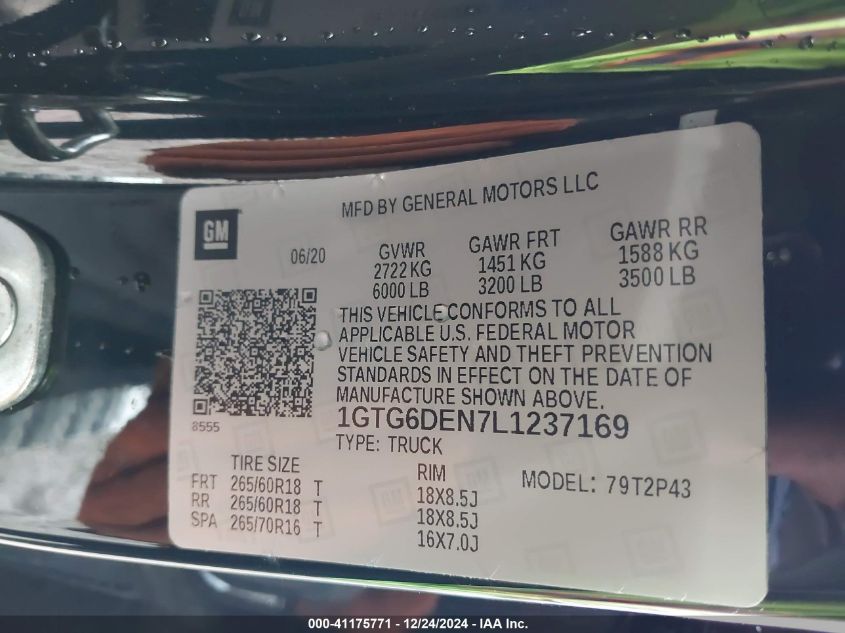 MFD BY GENERAL MOTORS LLC
GM
06/20
GVWR GAWR FRT GAWR RR
2722 KG 1451 KG 1588 KG
6000 LB 3200 LB 3500 LB
THIS VEHICLE CONFORMS TO ALL
APPLICABLE U.S. FEDERAL MOTOR
VEHICLE SAFETY AND THEFT PREVENTION
STANDARDS IN EFFECT ON THE DATE OF
MANUFACTURE SHOWN ABOVE.
8555
1GTG6DEN7L1237169
TYPE: TRUCK
TIRE SIZE RIM MODEL: 79T2P43
FRT 265/60R18 T 18X8.5J
RR 265/60R18 T 18X8.5J
SPA 265/70R16 T 16X7.0J
000-41175771 - 12/24/2024 - IAA Inc.